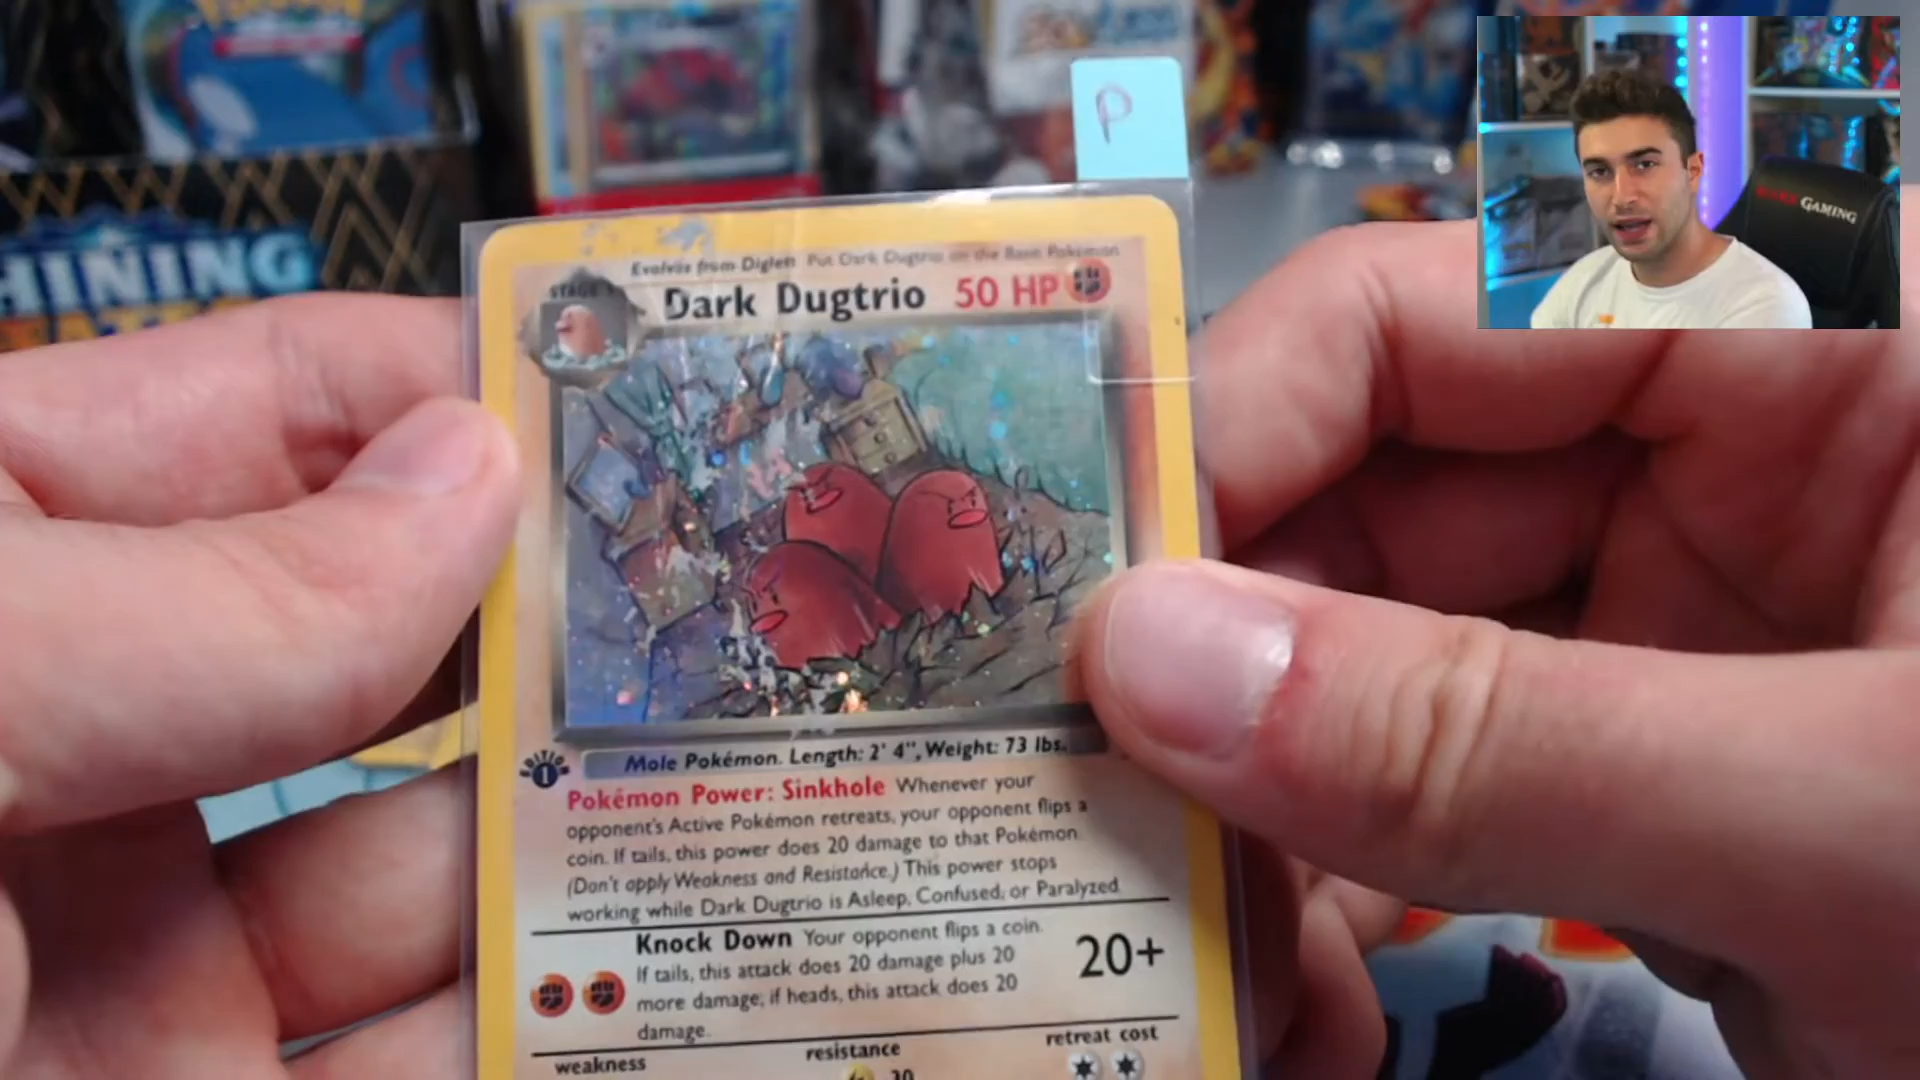 P
HINING
GAMING
Evolves from Diglett Put Dark Dugtrio on the Basic Pokémon
STAGE 1
Dark Dugtrio 50 HP
EDITION
1
Mole Pokémon. Length: 2' 4", Weight: 73 lbs.
Pokémon Power: Sinkhole Whenever your
opponent's Active Pokémon retreats, your opponent flips a
coin. If tails, this power does 20 damage to that Pokémon
(Don't apply Weakness and Resistance.) This power stops
working while Dark Dugtrio is Asleep, Confused, or Paralyzed
Knock Down Your opponent flips a coin.
If tails, this attack does 20 damage plus 20
more damage; if heads, this attack does 20
damage.
20+
weakness resistance retreat cost
30